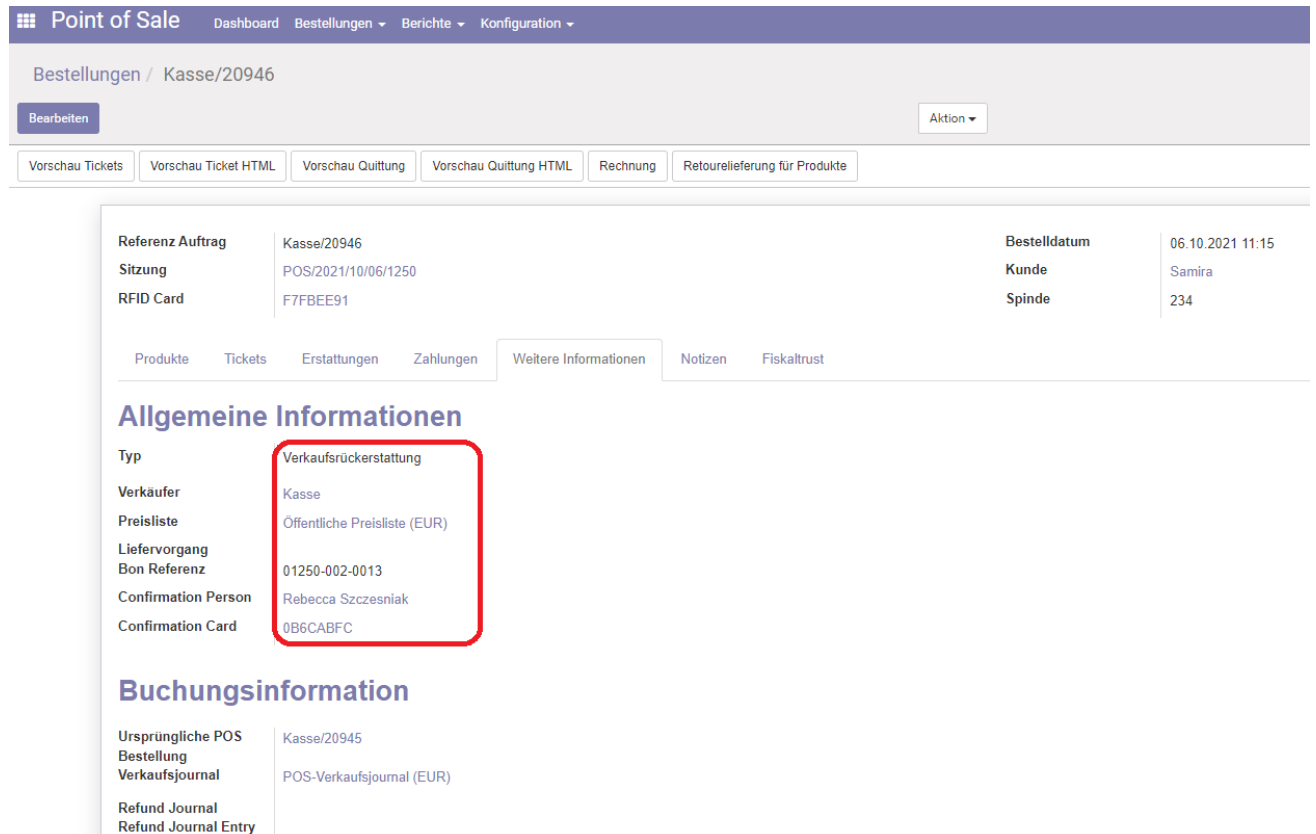 Point of Sale Dashboard Bestellungen Berichte Konfiguration
Bestellungen / Kasse/20946
Bearbeiten Aktion
Vorschau Tickets Vorschau Ticket HTML Vorschau Quittung Vorschau Quittung HTML Rechnung Retourelieferung für Produkte
Referenz Auftrag Kasse/20946 Bestelldatum 06.10.2021 11:15
Sitzung POS/2021/10/06/1250 Kunde Samira
RFID Card F7FBEE91 Spinde 234
Produkte Tickets Erstattungen Zahlungen Weitere Informationen Notizen Fiskaltrust
Allgemeine Informationen
Typ Verkaufsrückerstattung
Verkäufer Kasse
Preisliste Öffentliche Preisliste (EUR)
Liefervorgang
Bon Referenz 01250-002-0013
Confirmation Person Rebecca Szczesniak
Confirmation Card 0B6CABFC
Buchungsinformation
Ursprüngliche POS Kasse/20945
Bestellung
Verkaufsjournal POS-Verkaufsjournal (EUR)
Refund Journal
Refund Journal Entry